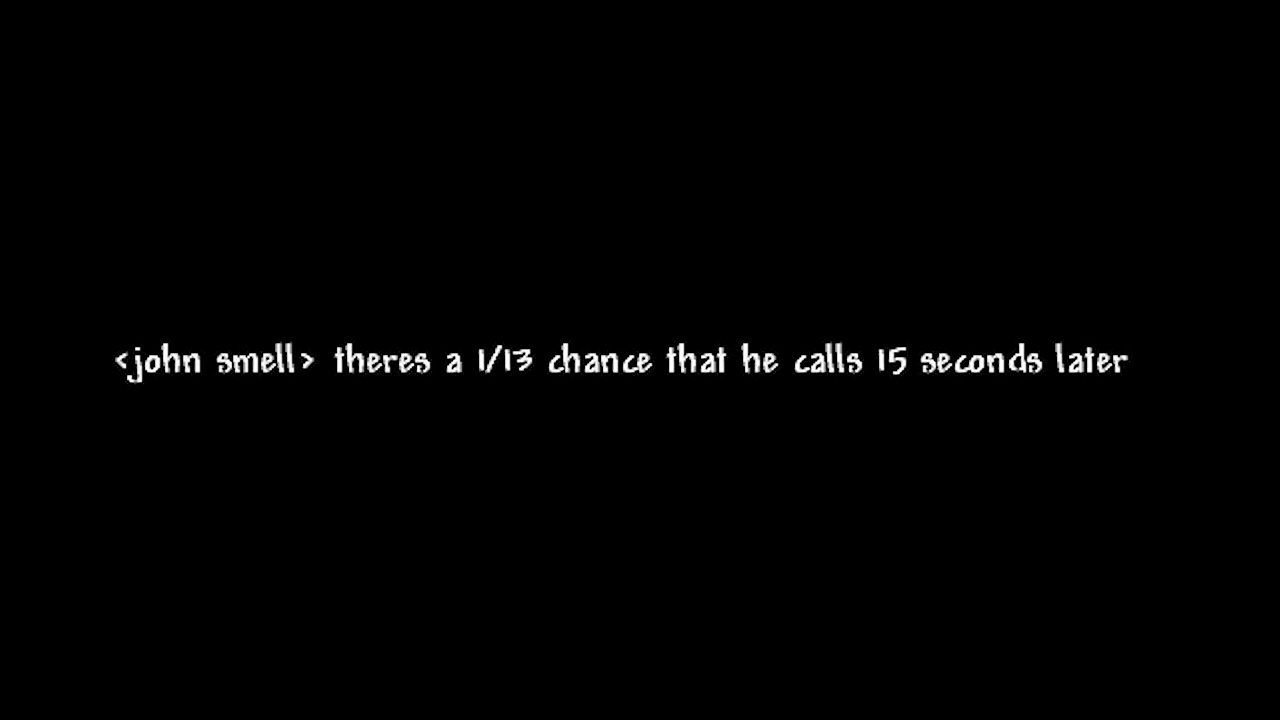 <john smell> theres a 1/13 chance that he calls 15 seconds later